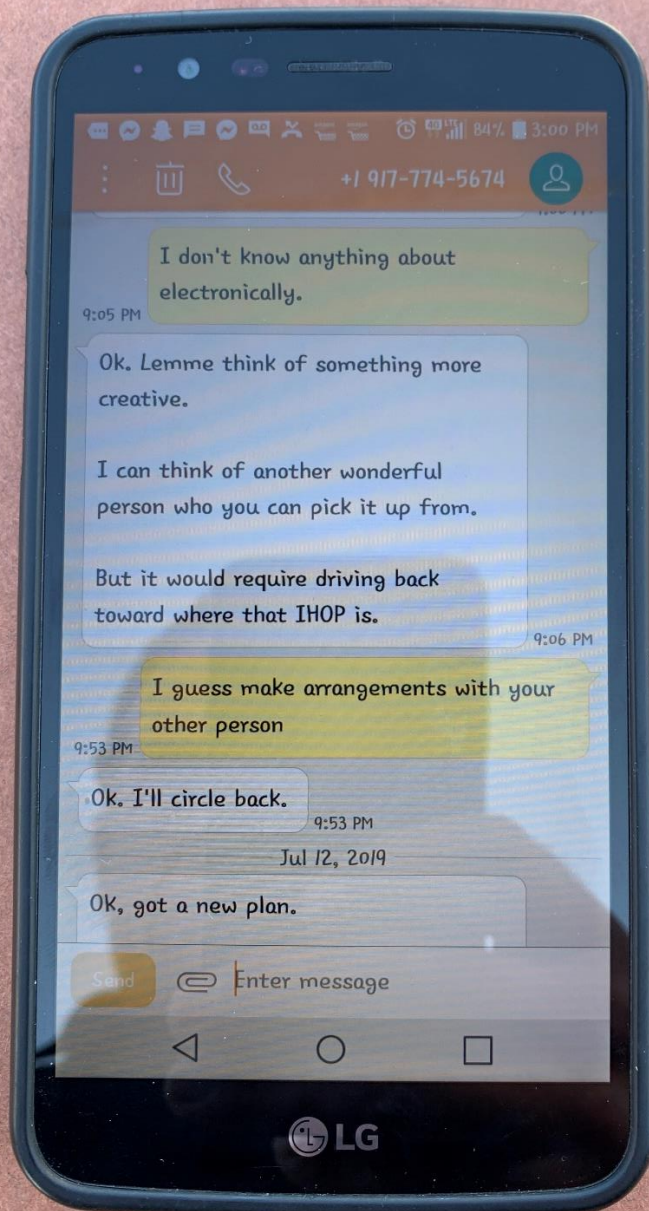 84% 3:00 PM
+1 917-774-5674
I don't know anything about
electronically.
9:05 PM
Ok. Lemme think of something more
creative.
I can think of another wonderful
person who you can pick it up from.
But it would require driving back
toward where that IHOP is.
9:06 PM
I guess make arrangements with your
other person
9:53 PM
Ok. I'll circle back.
9:53 PM
Jul 12, 2019
Ok, got a new plan.
Send Enter message
LG